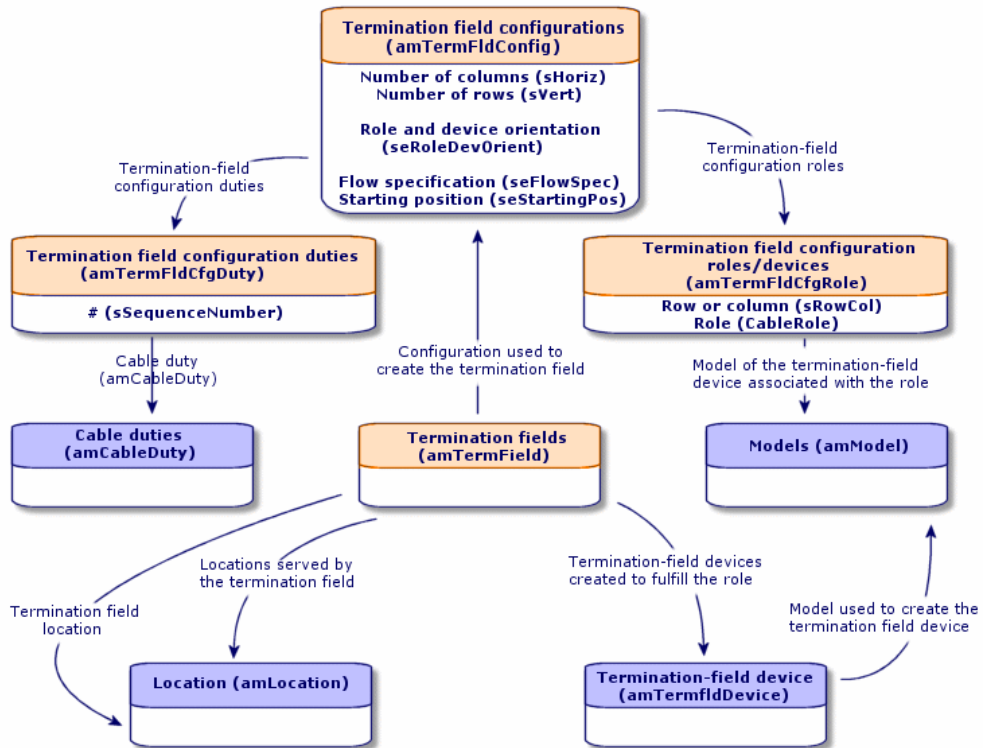 Termination field configurations
(amTermFldConfig)
Number of columns (sHoriz)
Number of rows (sVert)
Role and device orientation
(seRoleDevOrient)
Flow specification (seFlowSpec)
Starting position (seStartingPos)
Termination-field
configuration duties
Termination-field
configuration roles
Termination field configuration duties
(amTermFldCfgDuty)
# (sSequenceNumber)
Termination field configuration
roles/devices
(amTermFldCfgRole)
Row or column (sRowCol)
Role (CableRole)
Cable duty
(amCableDuty)
Configuration used to
create the termination field
Model of the termination-field
device associated with the role
Cable duties
(amCableDuty)
Termination fields
(amTermField)
Models (amModel)
Locations served by
the termination field
Termination-field devices
created to fulfill the role
Termination field
location
Model used to create the
termination field device
Location (amLocation)
Termination-field device
(amTermfldDevice)